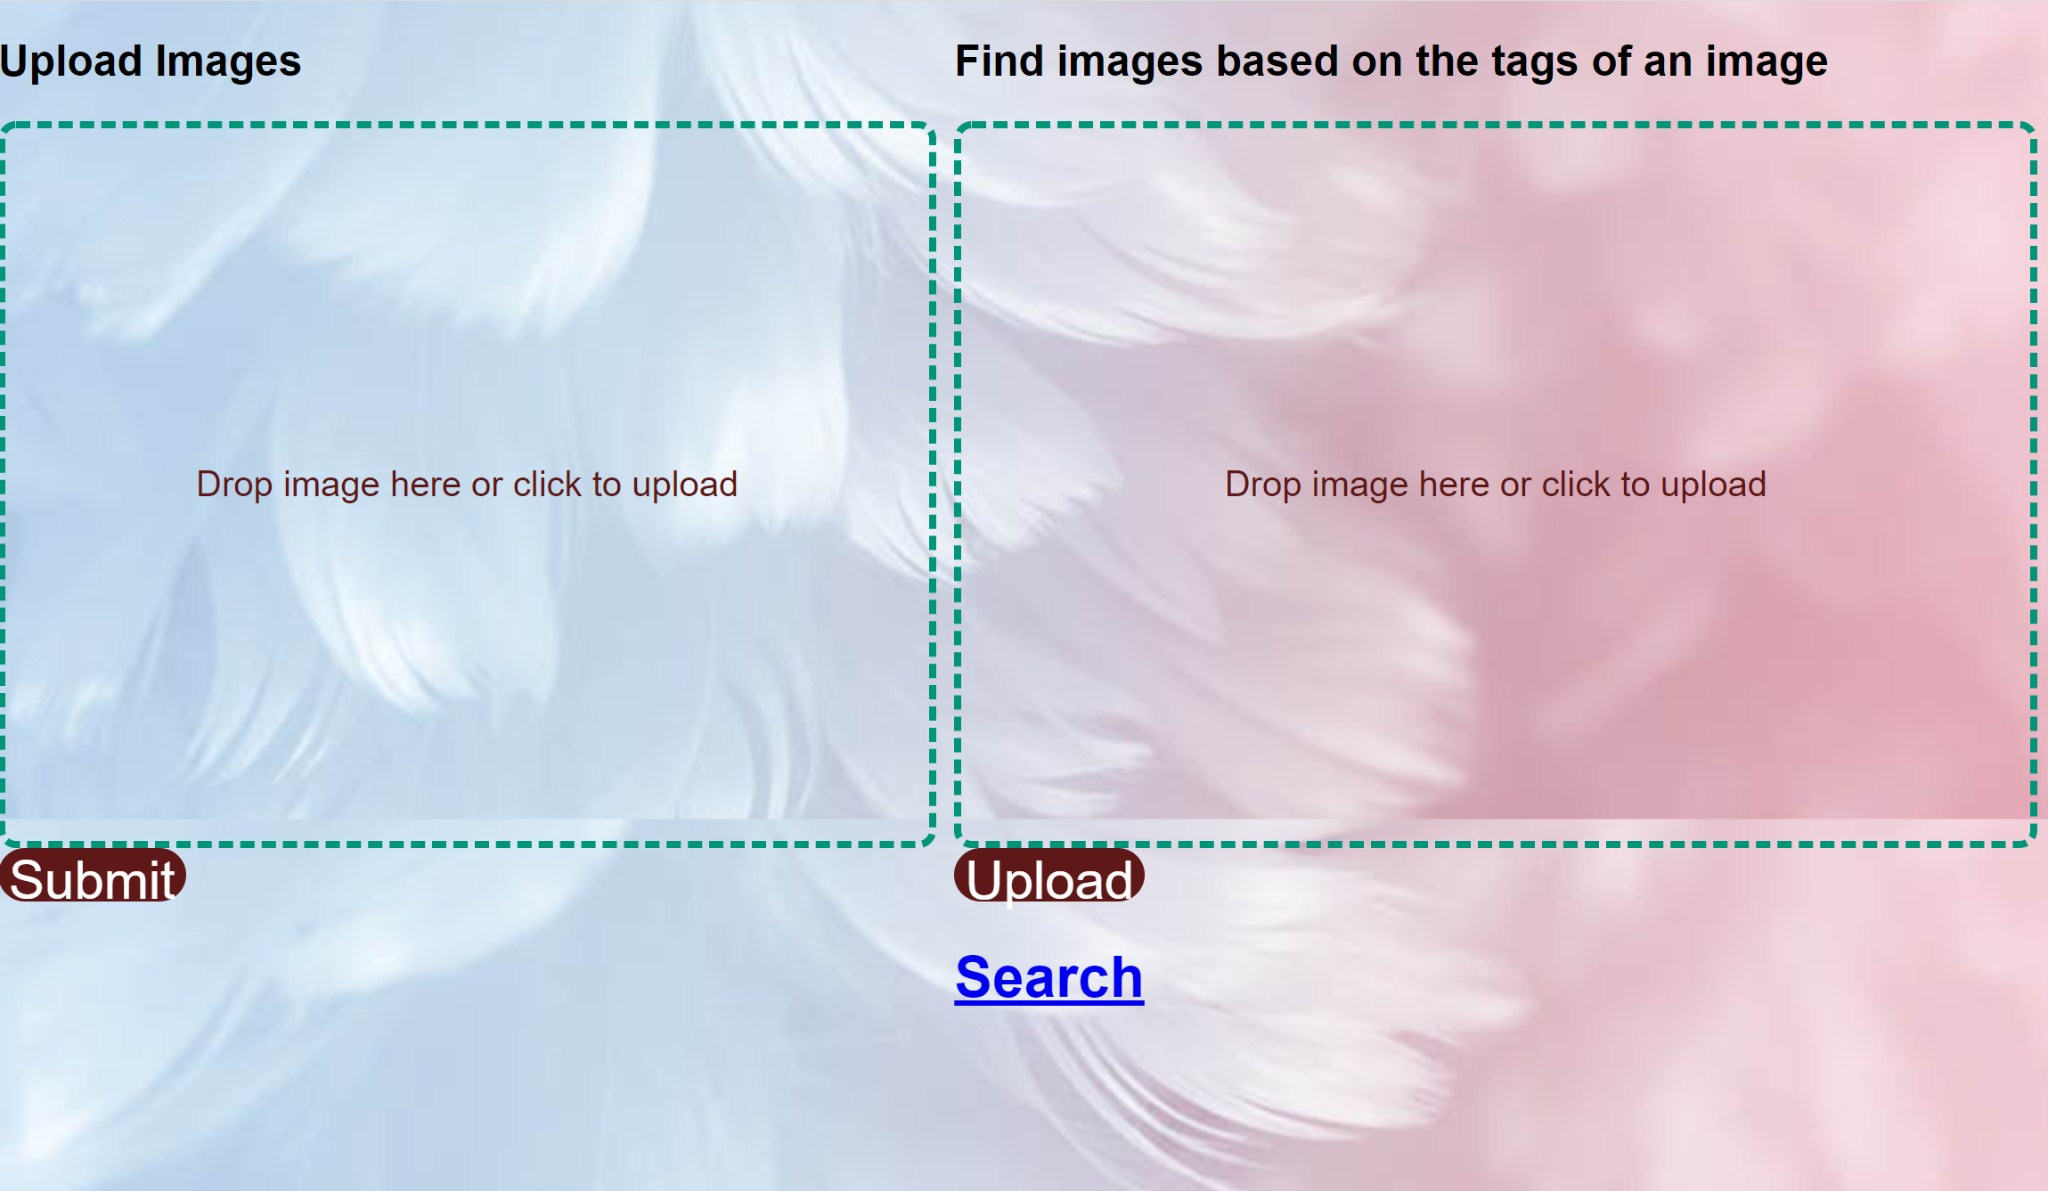 Upload Images
Drop image here or click to upload
Submit
Find images based on the tags of an image
Drop image here or click to upload
Upload
Search